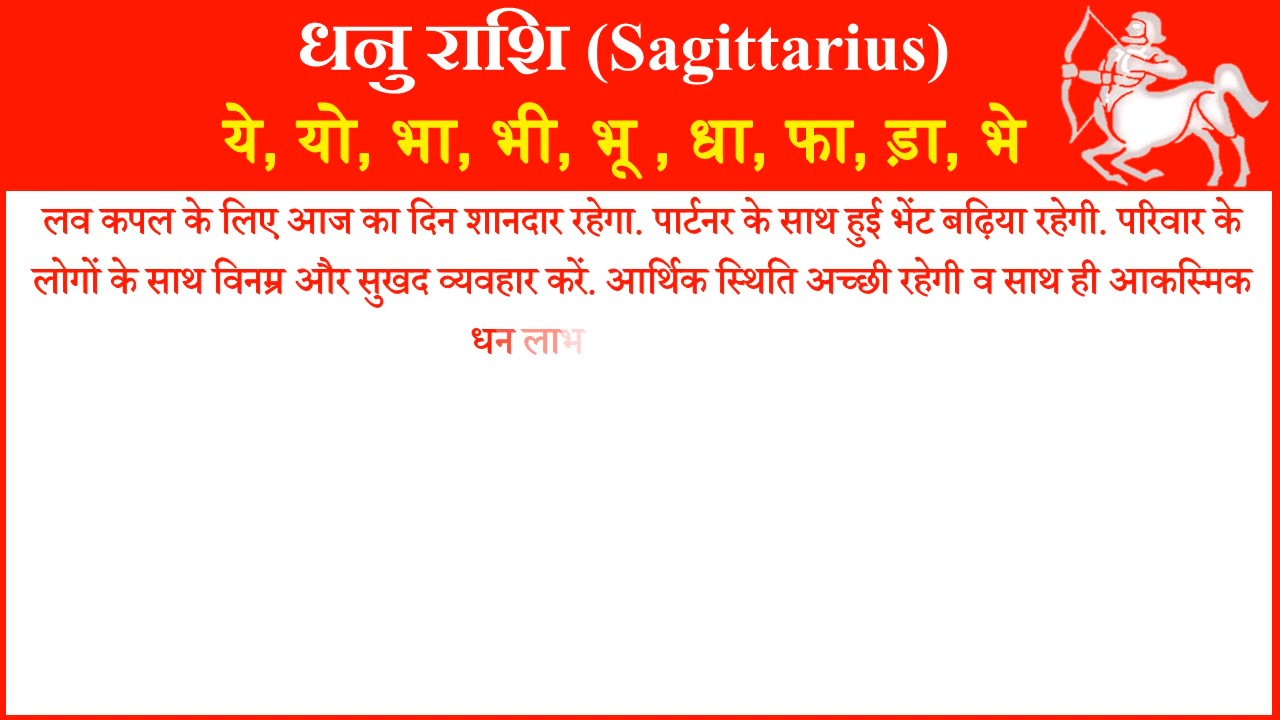 धनु राशि (Sagittarius)
ये, यो, भा, भी, भू , धा, फा, ड़ा, भे
लव कपल के लिए आज का दिन शानदार रहेगा. पार्टनर के साथ हुई भेंट बढ़िया रहेगी. परिवार के
लोगों के साथ विनम्र और सुखद व्यवहार करें. आर्थिक स्थिति अच्छी रहेगी व साथ ही आकस्मिक
धन लाभ